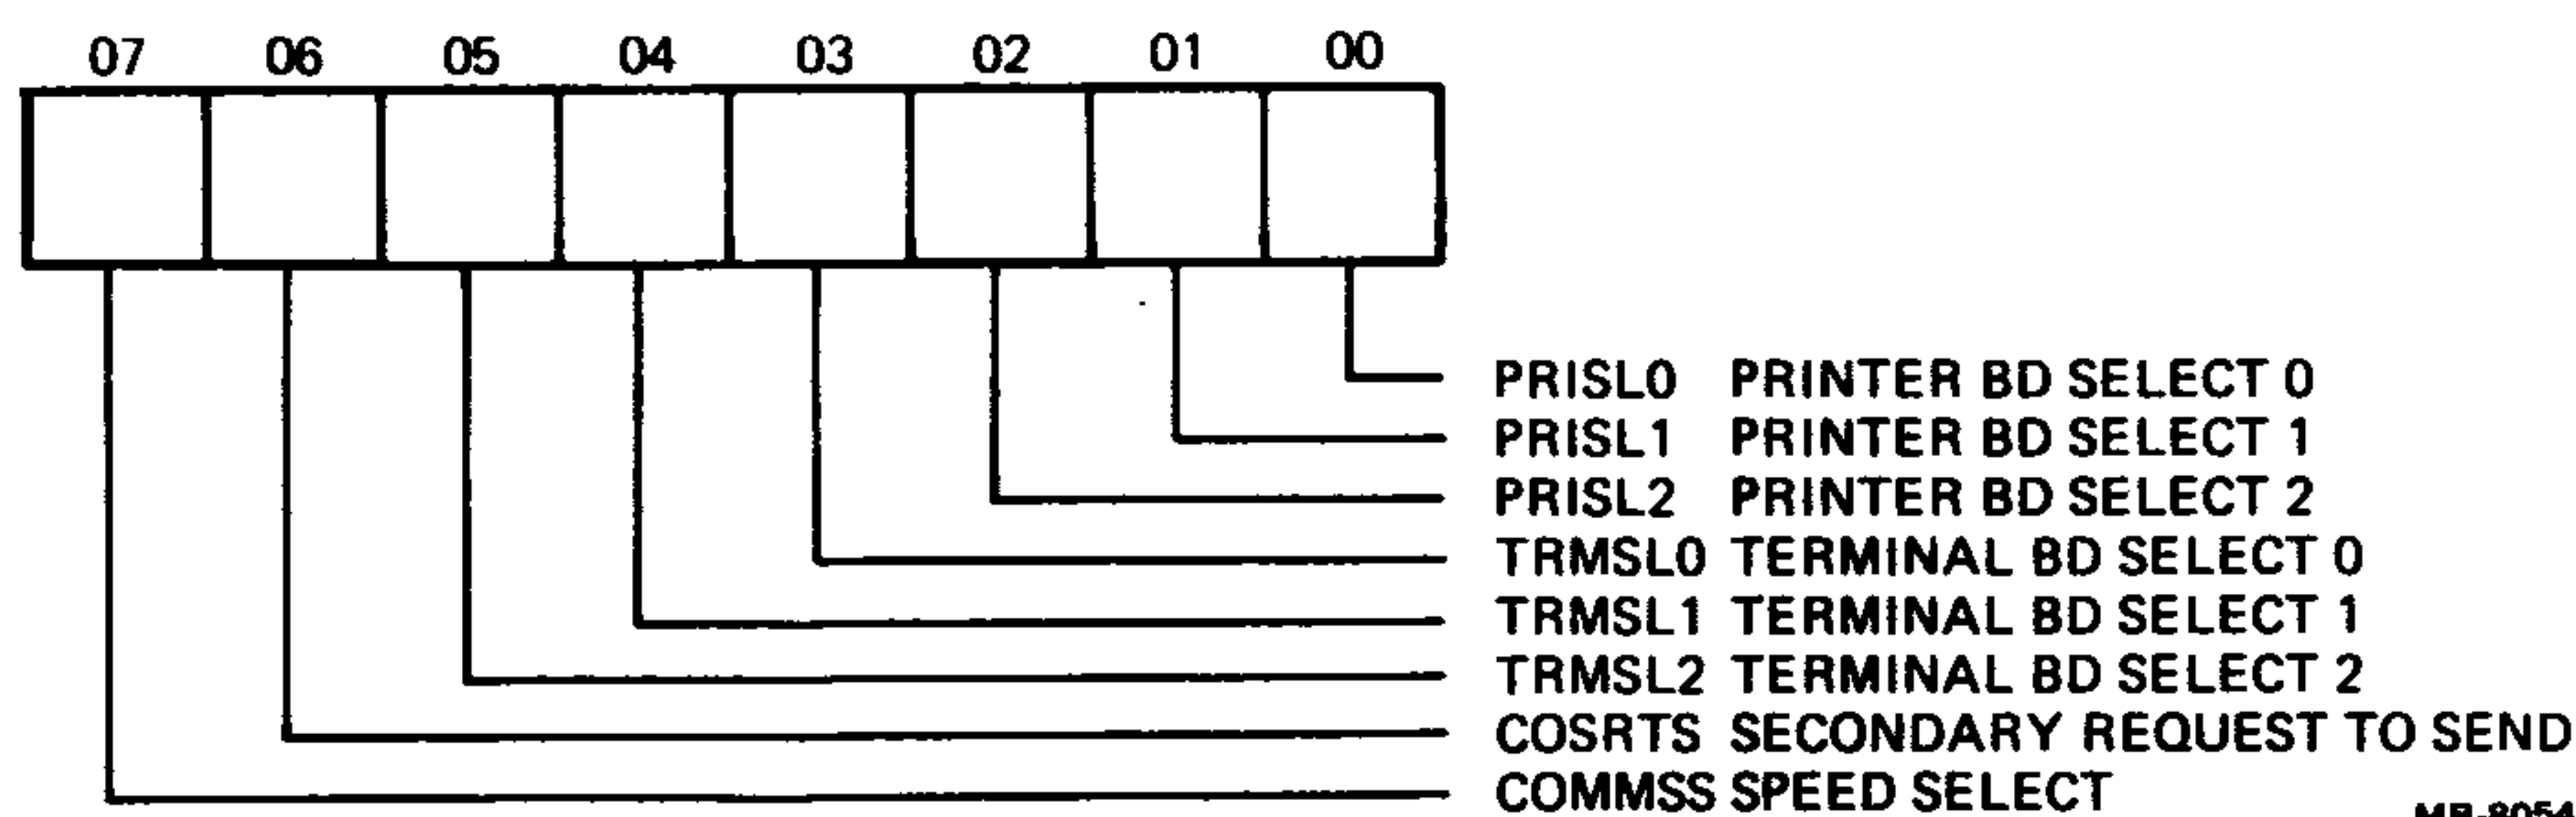 07 06 05 04 03 02 01 00
PRISL0 PRINTER BD SELECT 0
PRISL1 PRINTER BD SELECT 1
PRISL2 PRINTER BD SELECT 2
TRMSL0 TERMINAL BD SELECT 0
TRMSL1 TERMINAL BD SELECT 1
TRMSL2 TERMINAL BD SELECT 2
COSRTS SECONDARY REQUEST TO SEND
COMMSS SPEED SELECT
MR-8054